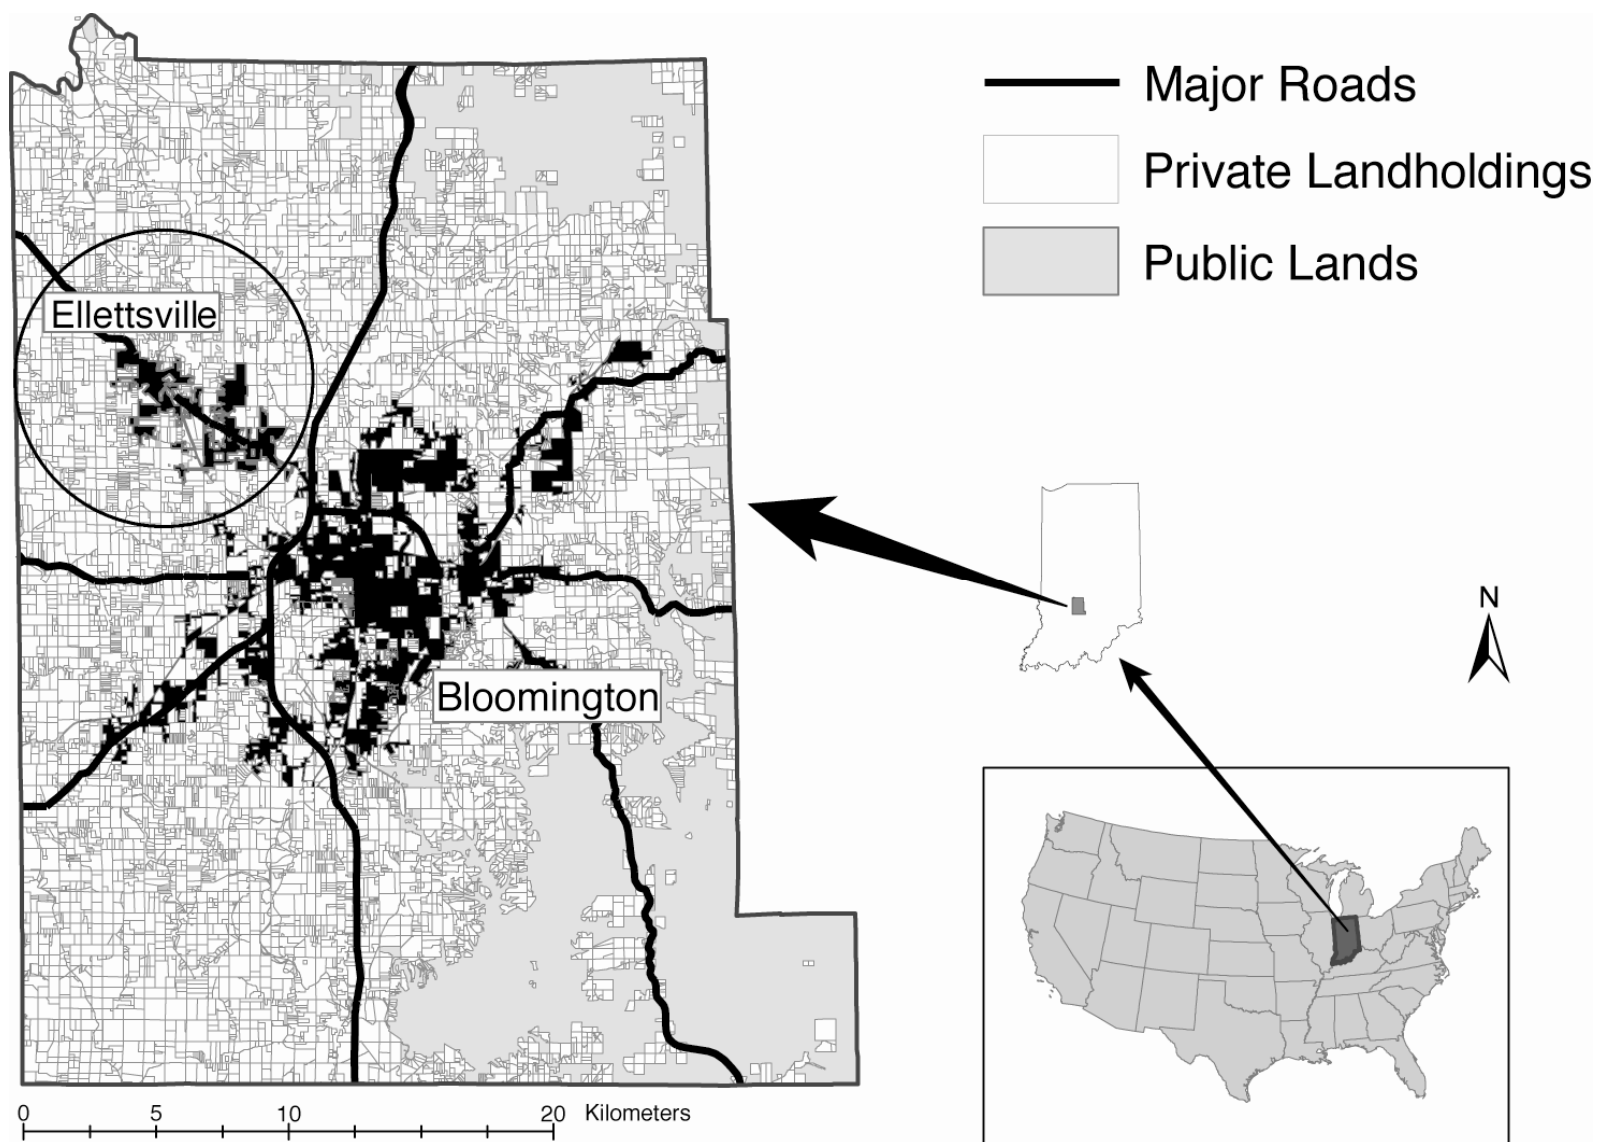 Major Roads
Private Landholdings
Public Lands
Ellettsville
Bloomington
N
0 5 10 20 Kilometers